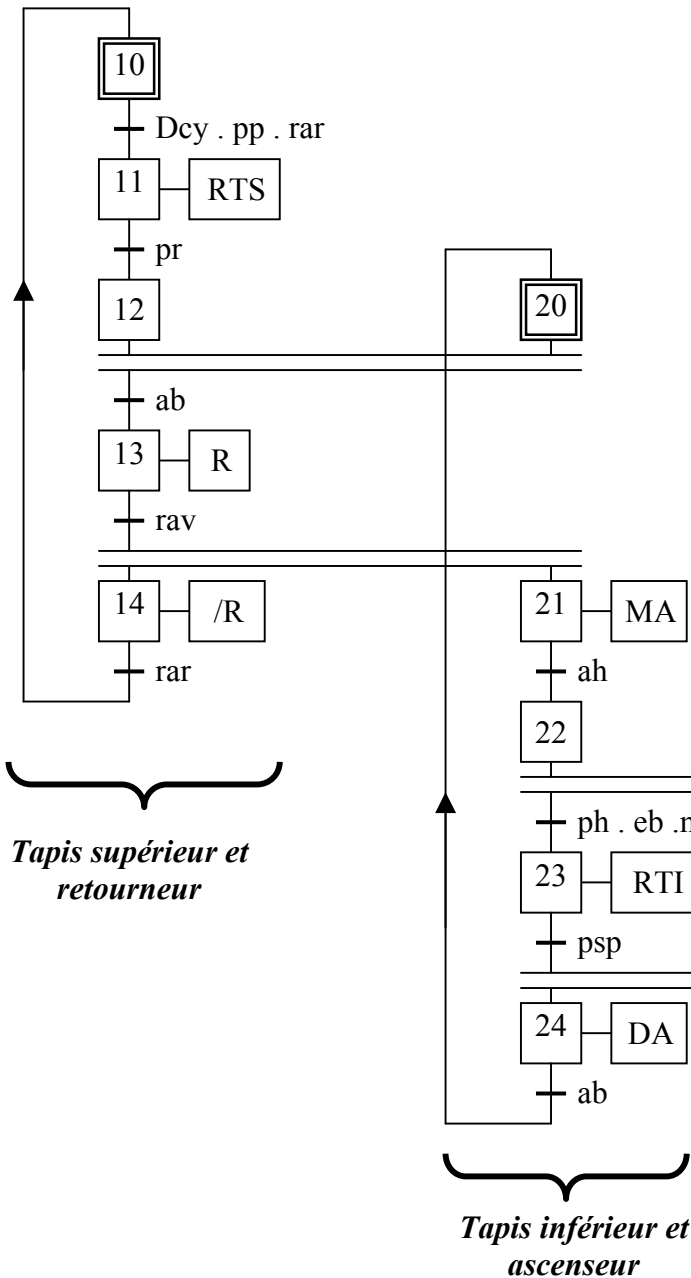 10
Dcy . pp . rar
11 RTS
pr
12
20
ab
13 R
rav
14 /R
21 MA
rar
ah
22
ph . eb .
23 RTI
psp
24 DA
ab
Tapis supérieur et
retourneur
Tapis inférieur et
ascenseur